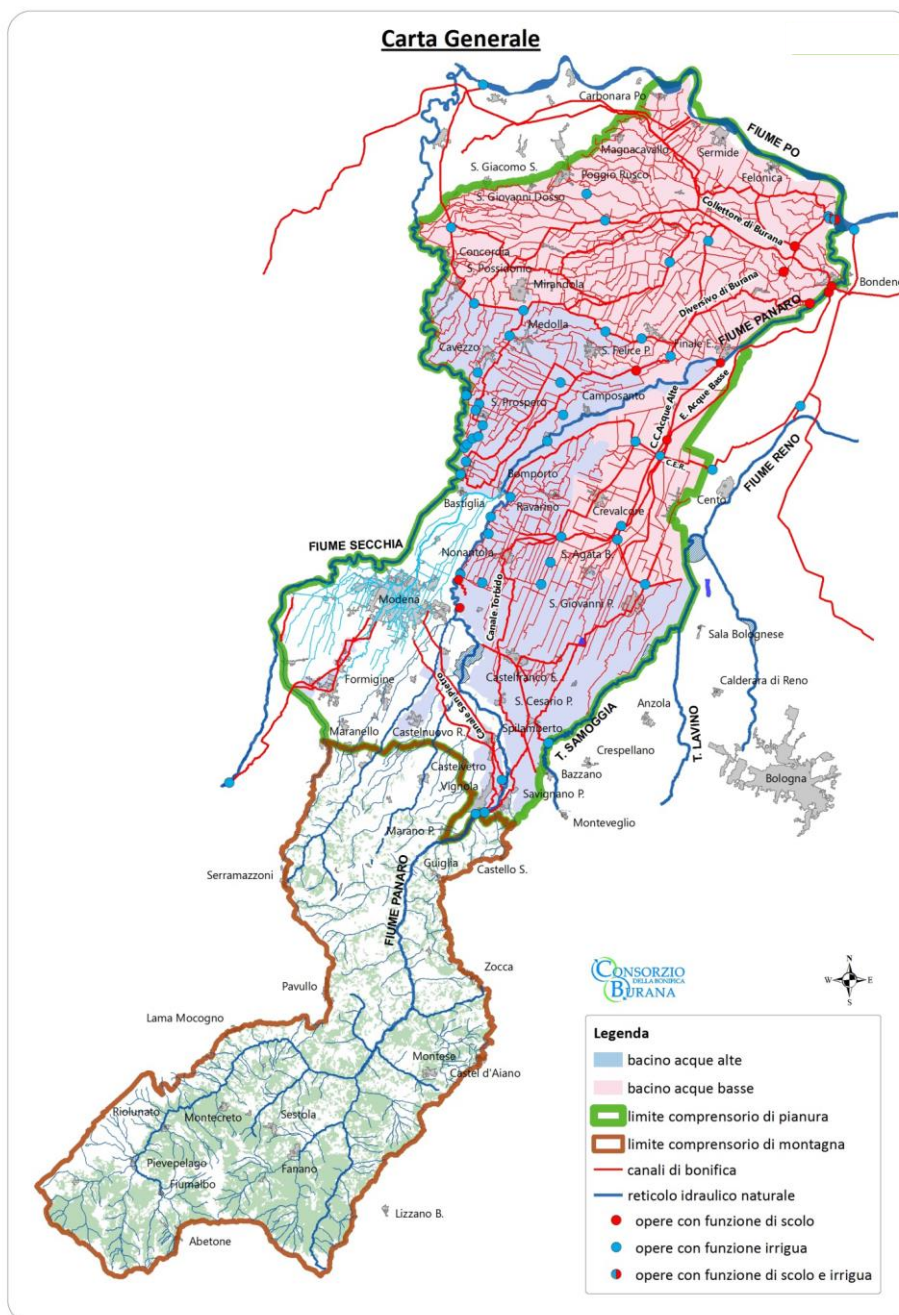 Carta Generale
Carbonara Po
FIUME PO
Magnacavallo
Sermide
S. Giacomo S.
Poggio Rusco
Felonica
S. Giovanni Dosso
Collettore di Burana
Concordia
S. Possidonio
Mirandola
Bondeno
Diversivo di Burana
Medolla
FIUME PANARO
Cavezzo
S. Felice P.
Finale E.
E. Acque Basse
S. Prospero
Camposanto
C.C.Acque Alte
FIUME RENO
C.E.R.
Bomporto
Cento
Bastiglia
Ravarino
Crevalcore
FIUME SECCHIA
Nonantola
S. Agata B.
Modena
Canale Torbido
S. Giovanni P.
Sala Bolognese
Castelfranco S.
Calderara di Reno
Formigine
Canale San Pietro
S. Cesario P.
Anzola
T. LAVINO
Maranello
Castelnuovo R.
Spilamberto
T. SAMOGGIA
Crespellano
Castelvetro
Bazzano
Bologna
Vignola
Savignano P.
Monteveglio
Marano P.
Guiglia
Castello S.
Serramazzoni
FIUME PANARO
Zocca
Pavullo
Lama Mocogno
Montese
Castel d'Aiano
Riolunato
Montecreto
Sestola
Pievepelago
Fanano
Fiumalbo
Lizzano B.
Abetone
CONSORZIO
DELLA BONIFICA
BURANA
N
W
E
S
Legenda
bacino acque alte
bacino acque basse
limite comprensorio di pianura
limite comprensorio di montagna
canali di bonifica
reticolo idraulico naturale
opere con funzione di scolo
opere con funzione irrigua
opere con funzione di scolo e irrigua